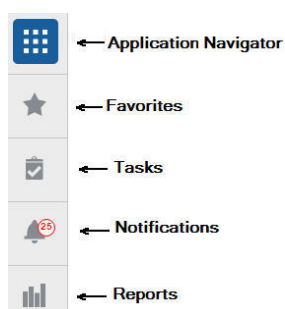 Application Navigator
Favorites
Tasks
25
Notifications
Reports